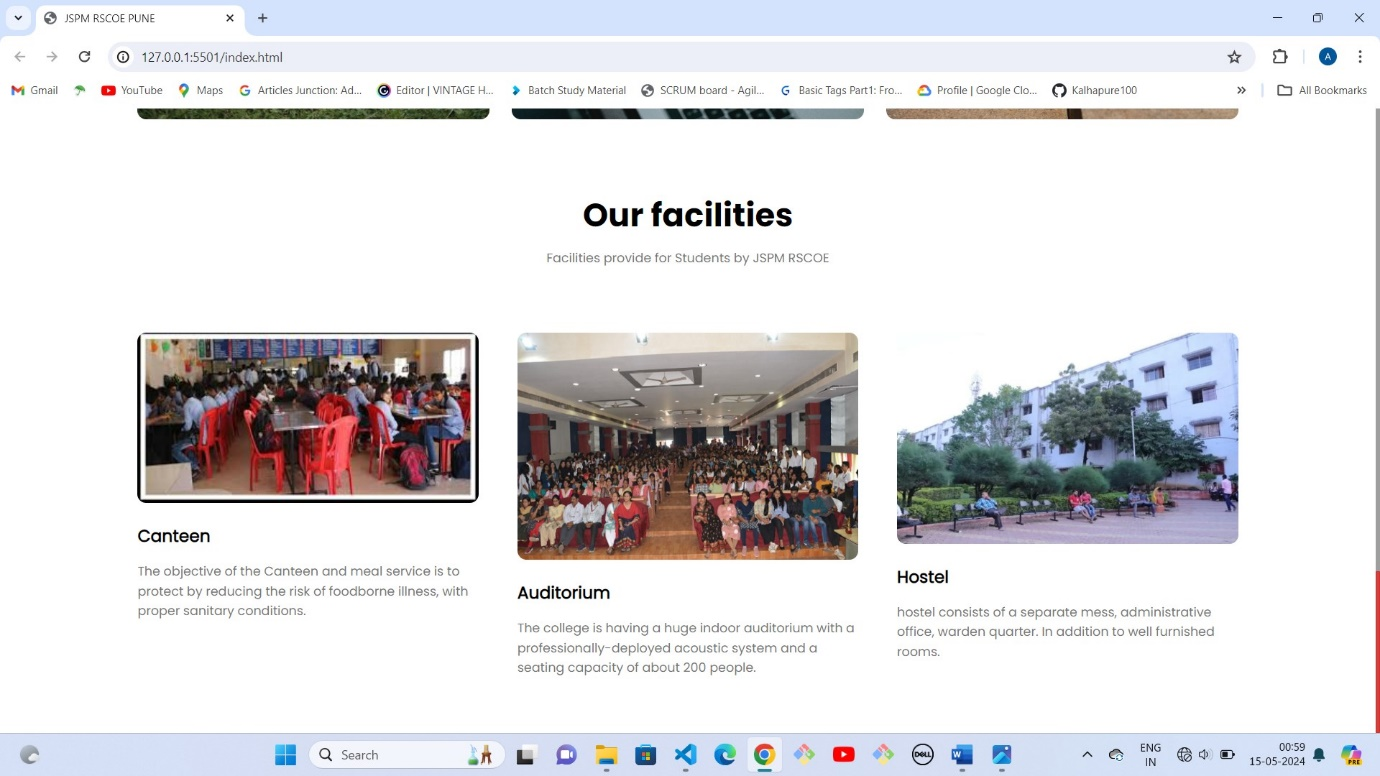 JSPM RSCOE PUNE
127.0.0.1:5501/index.html
A
Gmail
YouTube
Maps
Articles Junction: Ad...
Editor | VINTAGE H...
Batch Study Material
SCRUM board - Agil...
Basic Tags Part1: Fro...
Profile | Google Clo...
Kalhapure100
All Bookmarks
Our facilities
Facilities provide for Students by JSPM RSCOE
Canteen
The objective of the Canteen and meal service is to
protect by reducing the risk of foodborne illness, with
proper sanitary conditions.
Auditorium
The college is having a huge indoor auditorium with a
professionally-deployed acoustic system and a
seating capacity of about 200 people.
Hostel
hostel consists of a separate mess, administrative
office, warden quarter. In addition to well furnished
rooms.
Search
DELL
W
ENG
IN
00:59
15-05-2024
PRE